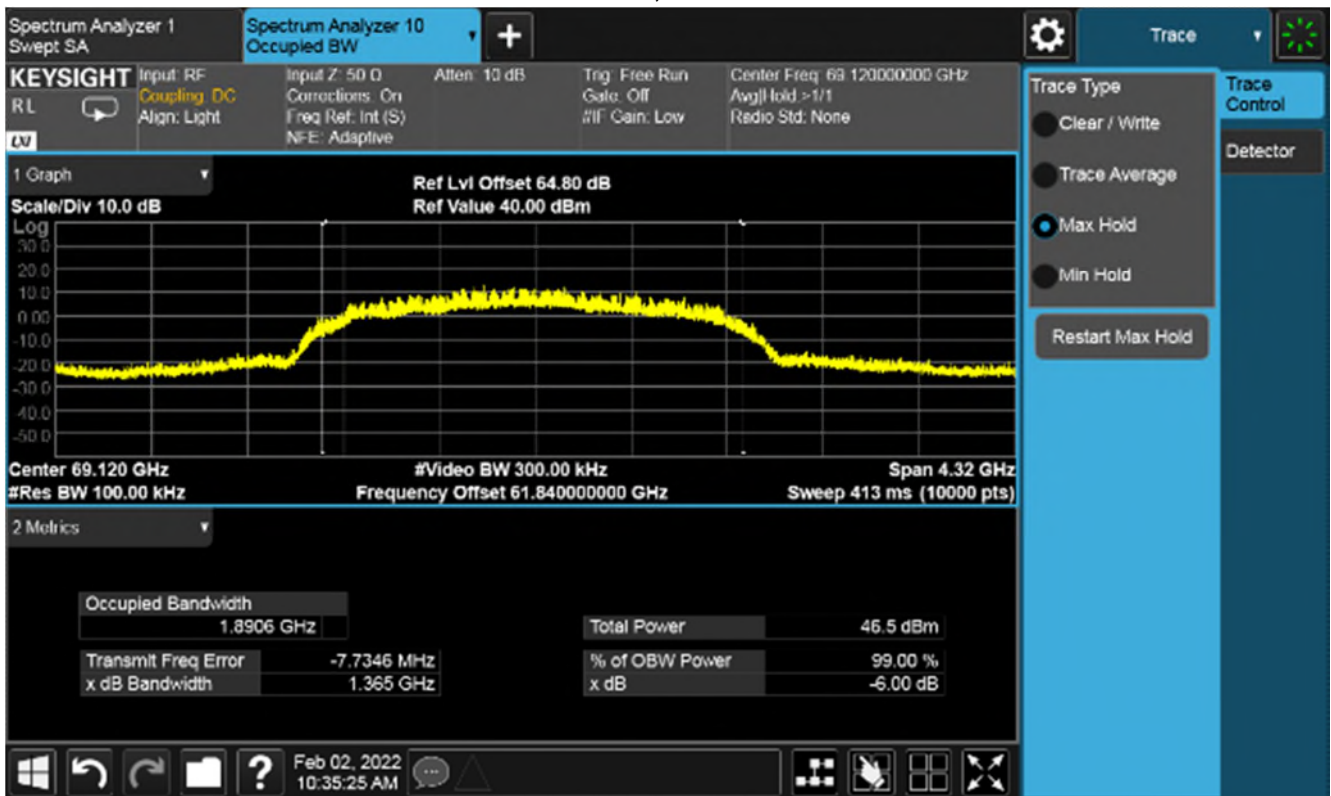 Spectrum Analyzer 1
Swept SA
Spectrum Analyzer 10
Occupied BW
+
Trace
KEYSIGHT
RL
LXI
Input: RF
Coupling: DC
Align: Light
Input Z: 50 Ω
Corrections: On
Freq Ref: Int (S)
NFE: Adaptive
Atten: 10 dB
Trig: Free Run
Gate: Off
#IF Gain: Low
Center Freq: 69.120000000 GHz
Avg|Hold:>1/1
Radio Std: None
Trace Type
Clear / Write
Trace Average
Max Hold
Min Hold
Restart Max Hold
Trace
Control
Detector
1 Graph
Scale/Div 10.0 dB
Ref Lvl Offset 64.80 dB
Ref Value 40.00 dBm
Log
30.0
20.0
10.0
0.00
-10.0
-20.0
-30.0
-40.0
-50.0
Center 69.120 GHz
#Video BW 300.00 kHz
Span 4.32 GHz
#Res BW 100.00 kHz
Frequency Offset 61.840000000 GHz
Sweep 413 ms (10000 pts)
2 Metrics
Occupied Bandwidth
1.8906 GHz
Total Power 46.5 dBm
Transmit Freq Error -7.7346 MHz
% of OBW Power 99.00 %
x dB Bandwidth 1.365 GHz
x dB -6.00 dB
?
Feb 02, 2022
10:35:25 AM